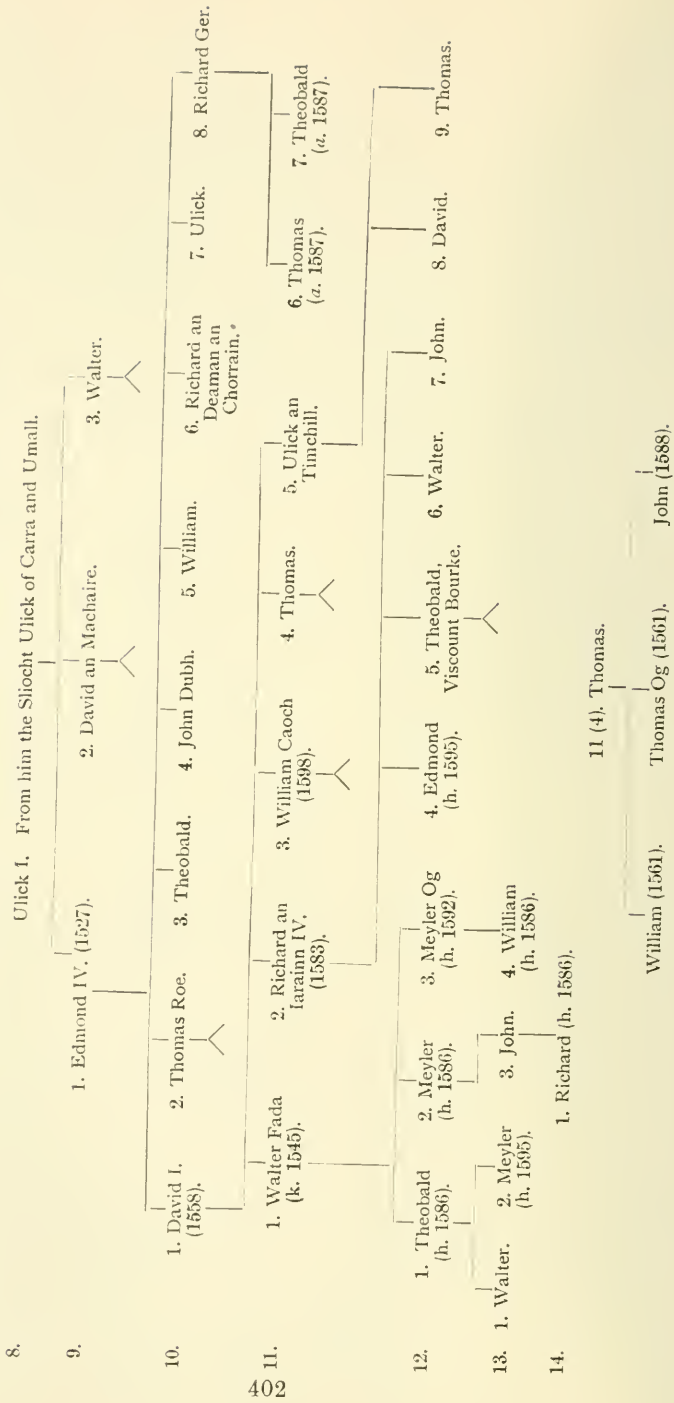 8.
Ulick 1. From him the Sliocht Ulick of Carra and Umall.
9.
1. Edmond IV. (1527).
2. David an Machaire.
3. Walter.
10.
1. David I.
(1558).
2. Thomas Roe.
3. Theobald.
4. John Dubh.
5. William.
6. Richard an
Deaman an
Chorrain.
7. Ulick.
8. Richard Ger.
11.
1. Walter Fada
(k. 1545).
2. Richard an
Iarainn IV.
(1583).
3. William Caoch
(1598).
4. Thomas.
5. Ulick an
Timchill.
6. Thomas
(a. 1587).
7. Theobald
(a. 1587).
12.
1. Theobald
(h. 1586).
2. Meyler
(h. 1586).
3. Meyler Og
(h. 1592).
4. Edmond
(h. 1595).
5. Theobald,
Viscount Bourke.
6. Walter.
7. John.
8. David.
9. Thomas.
13.
1. Walter.
2. Meyler
(h. 1595).
3. John.
4. William
(h. 1586).
14.
1. Richard (h. 1586).
11 (4). Thomas.
William (1561).
Thomas Og (1561).
John (1588).
402